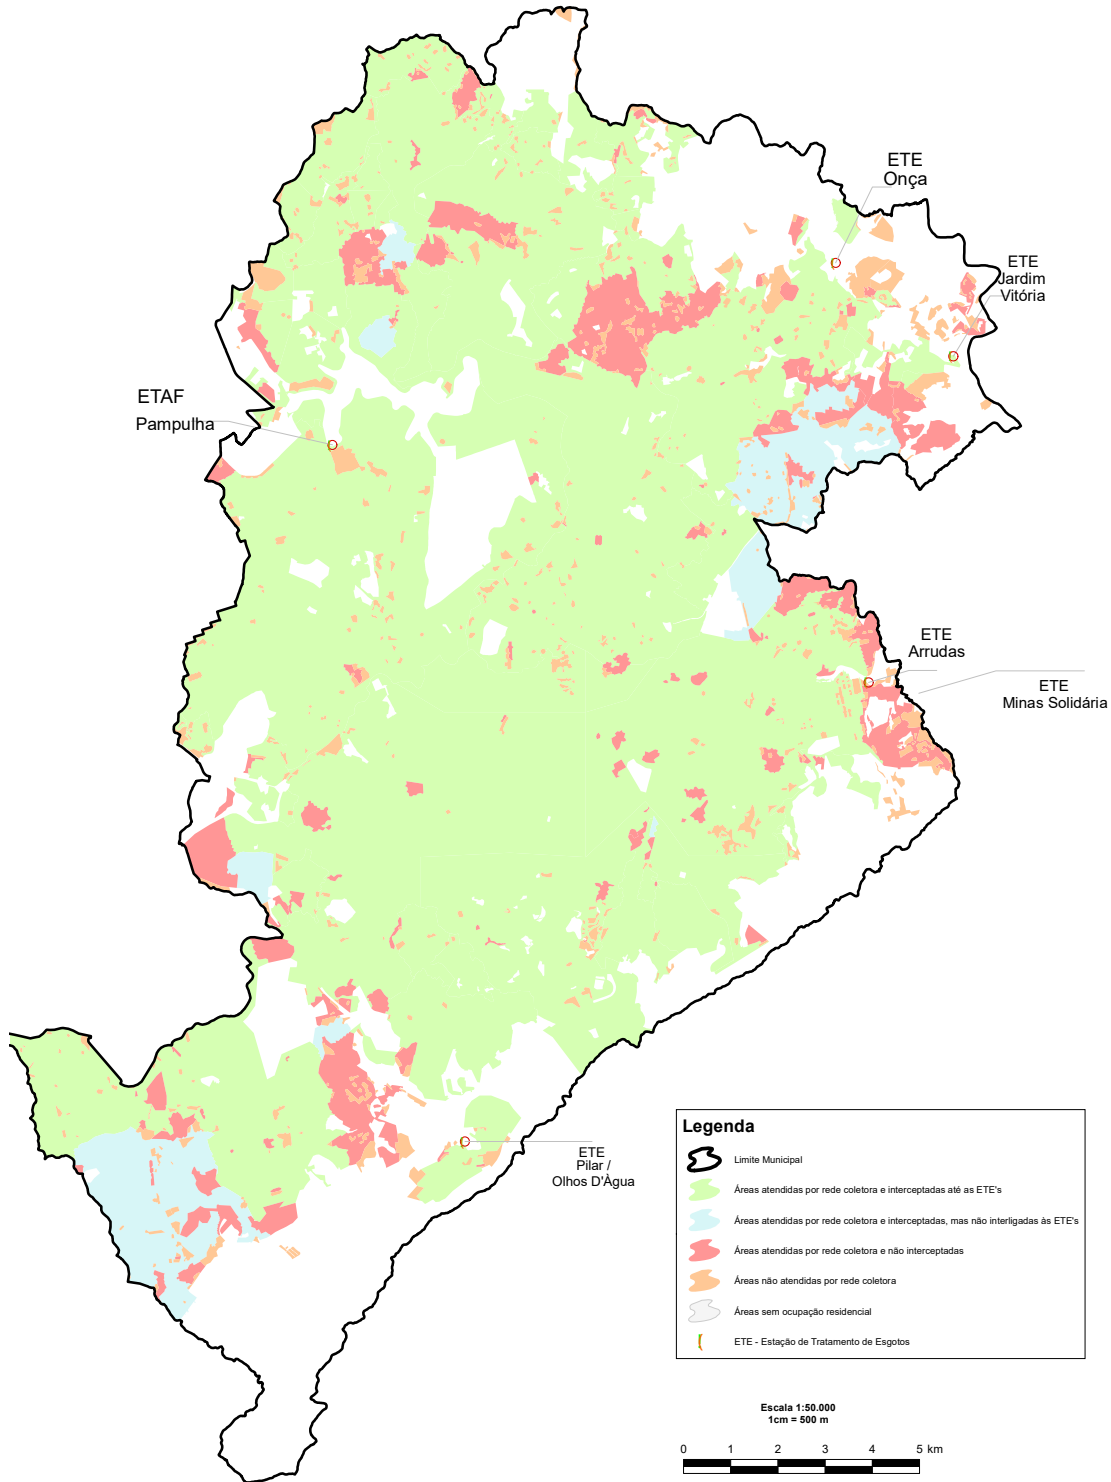 ETE
Onça
ETE
Jardim
Vitória
ETAF
Pampulha
ETE
Arrudas
ETE
Minas Solidária
ETE
Pilar /
Olhos D'Àgua
Legenda
Limite Municipal
Áreas atendidas por rede coletora e interceptadas até as ETE's
Áreas atendidas por rede coletora e interceptadas, mas não interligadas às ETE's
Áreas atendidas por rede coletora e não interceptadas
Áreas não atendidas por rede coletora
Áreas sem ocupação residencial
ETE - Estação de Tratamento de Esgotos
Escala 1:50.000
1cm = 500 m
0 1 2 3 4 5 km